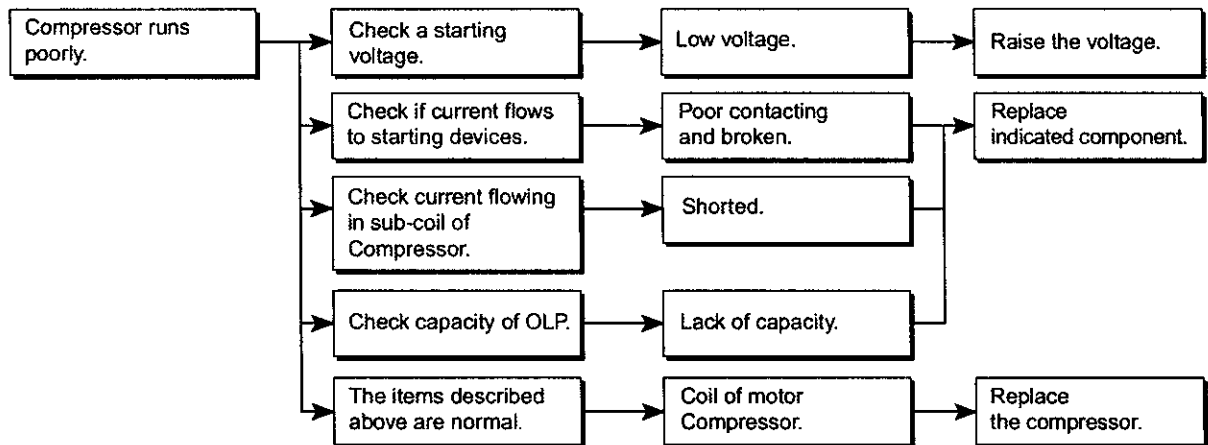 Compressor runs
poorly.
Check a starting
voltage.
Low voltage.
Raise the voltage.
Check if current flows
to starting devices.
Poor contacting
and broken.
Replace
indicated component.
Check current flowing
in sub-coil of
Compressor.
Shorted.
Check capacity of OLP.
Lack of capacity.
The items described
above are normal.
Coil of motor
Compressor.
Replace
the compressor.